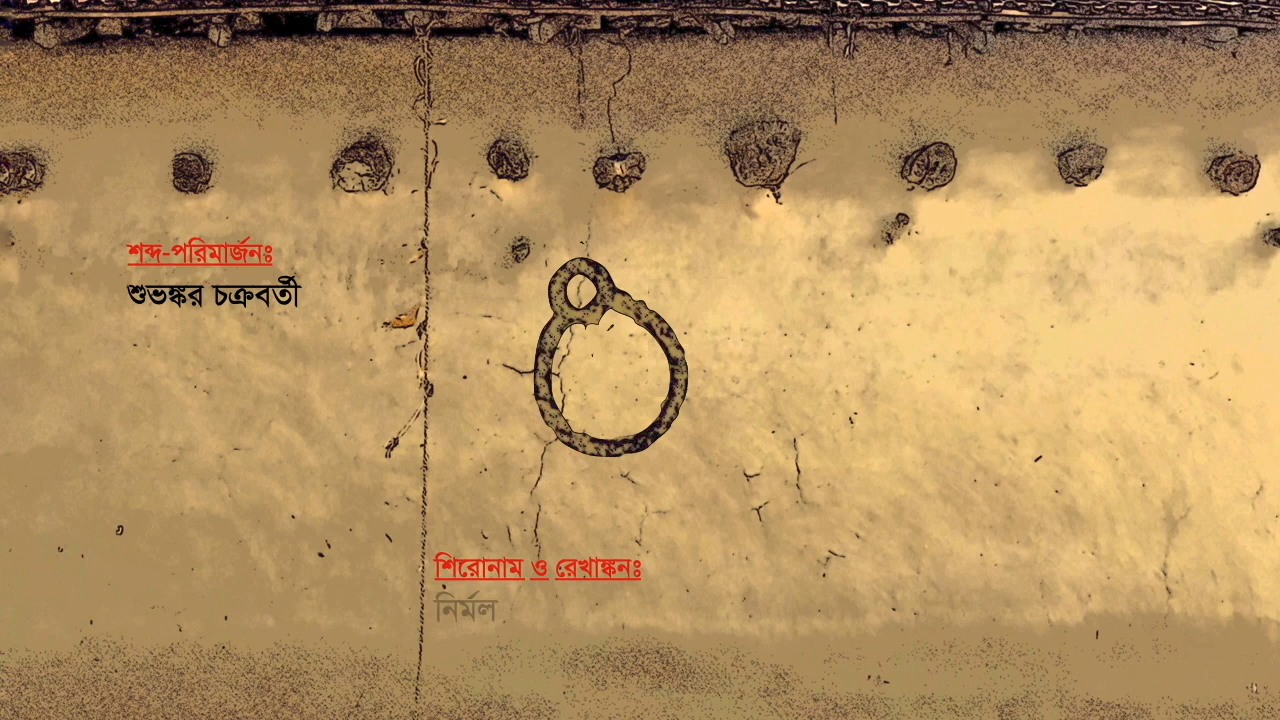 শব্দ-পরিমার্জনঃ
শুভঙ্কর চক্রবর্তী
শিরোনাম ও রেখাঙ্কনঃ
নির্মল